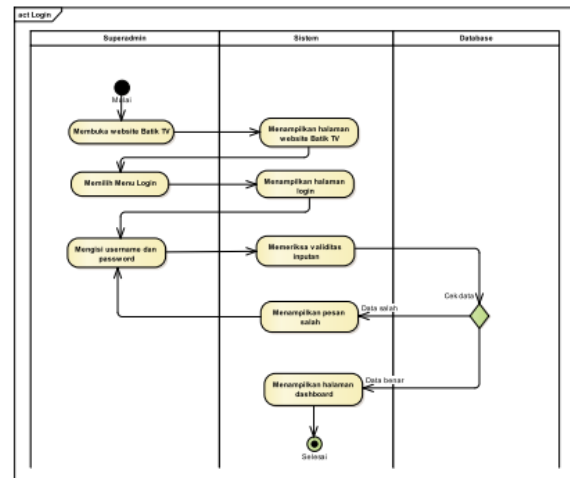 act Login
Superadmin
Sistem
Database
Mulai
Membuka website Batik TV
Menampilkan halaman
website Batik TV
Memilih Menu Login
Menampilkan halaman
login
Mengisi username dan
password
Memeriksa validitas
inputan
Cek data
Menampilkan pesan
salah
Data salah
Menampilkan halaman
dashboard
Data benar
Selesai